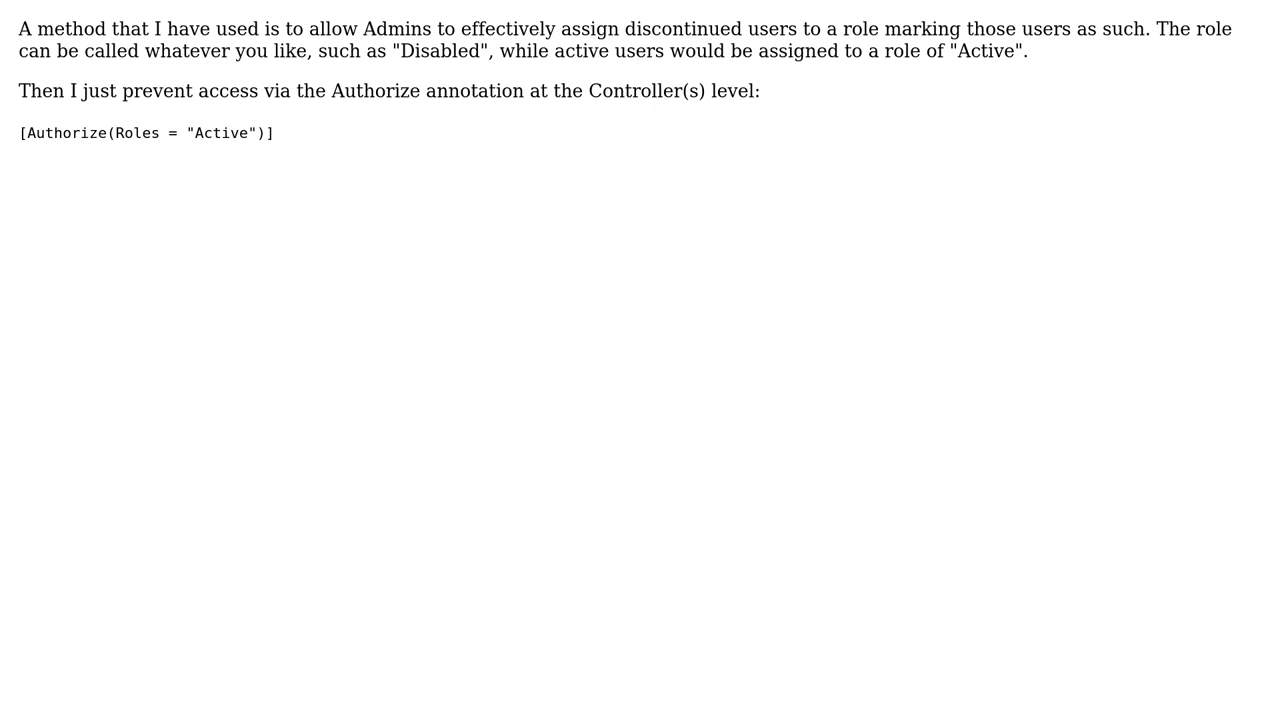 A method that I have used is to allow Admins to effectively assign discontinued users to a role marking those users as such. The role
can be called whatever you like, such as "Disabled", while active users would be assigned to a role of "Active".
Then I just prevent access via the Authorize annotation at the Controller(s) level:
[Authorize(Roles = "Active")]